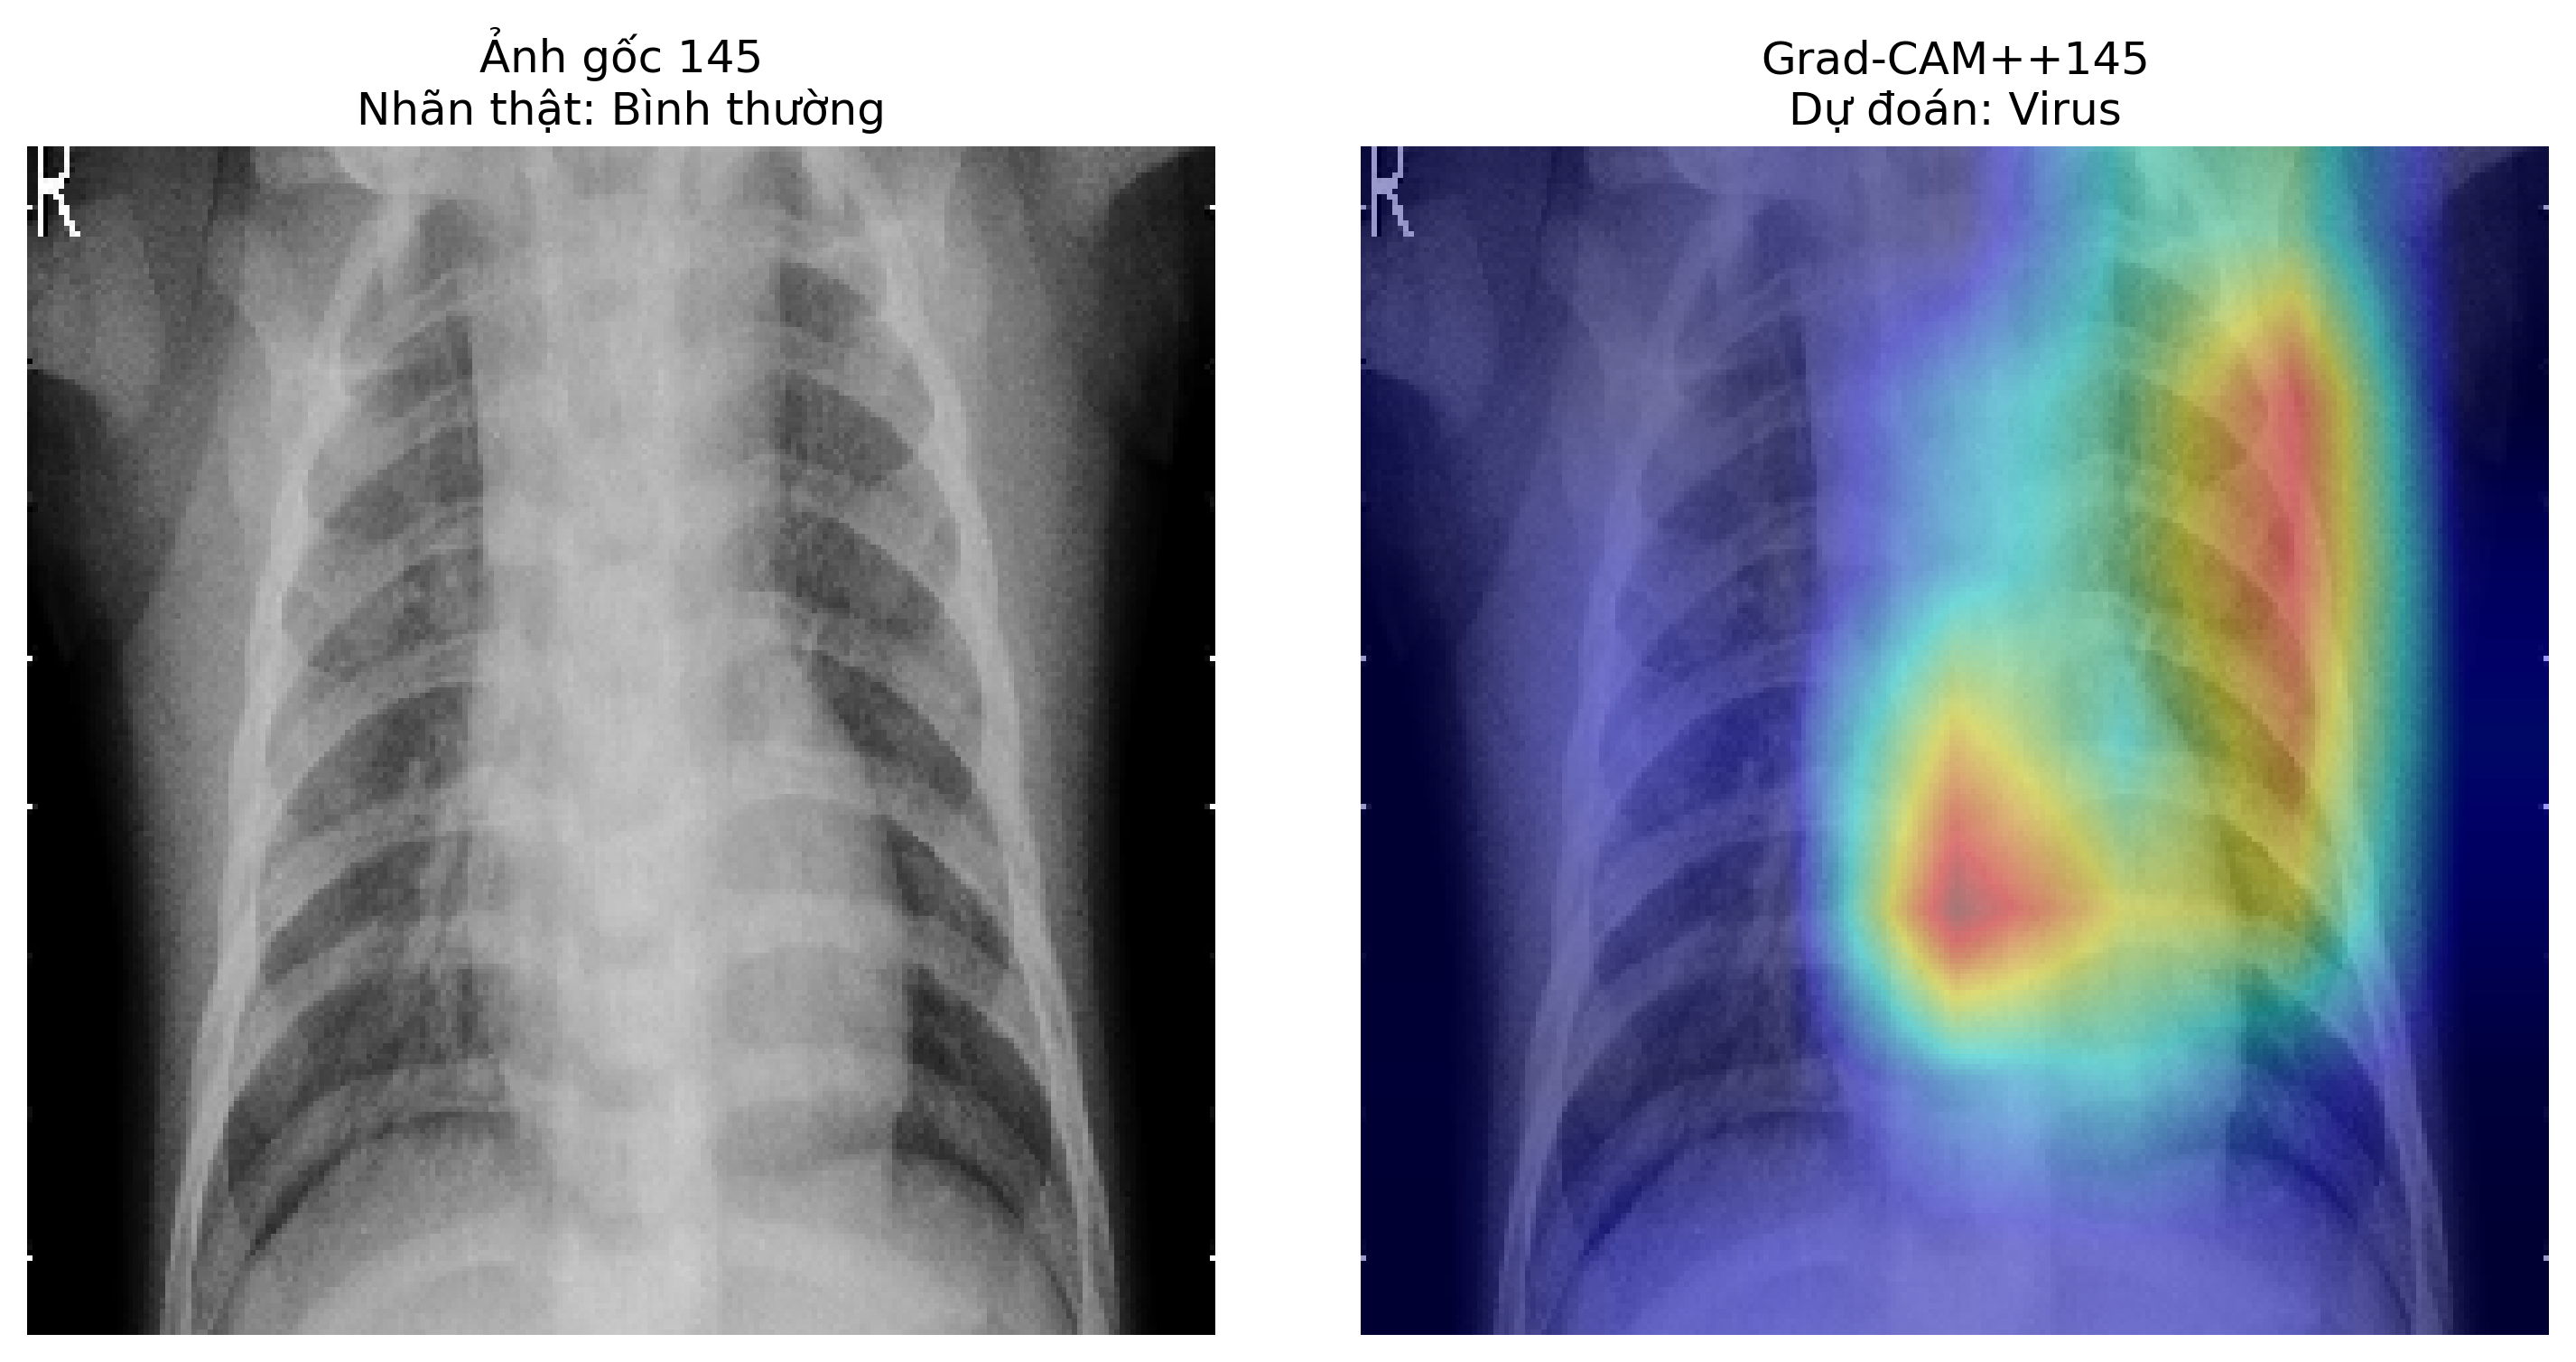 Ảnh gốc 145
Nhãn thật: Bình thường
Grad-CAM++145
Dự đoán: Virus
R
R